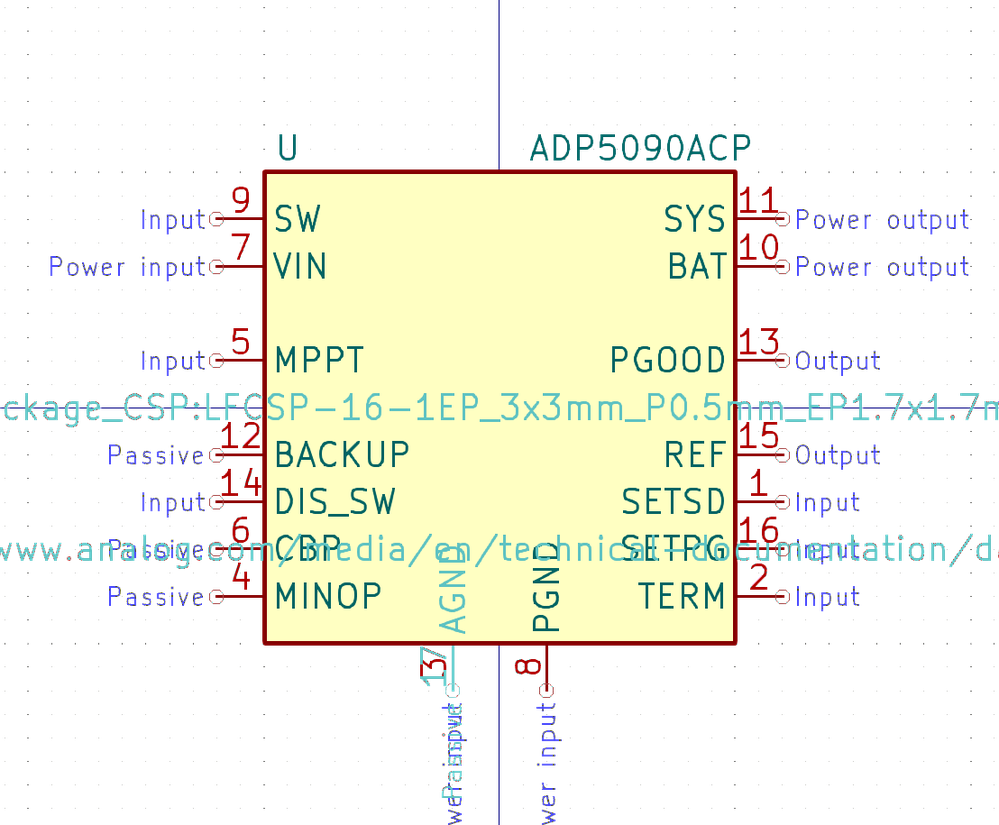 U ADP5090ACP
9 11
Input SW SYS Power output
7 10
Power input VIN BAT Power output
5 13
Input MPPT PGOOD Output
ckage_CSP:LFCSP-16-1EP_3x3mm_P0.5mm_EP1.7x1.7m
12 15
Passive BACKUP REF Output
14 1
Input DIS_SW SETSD Input
6 16
Passive CBP SETPG Input
www.analog.com/media/en/technical-documentation/da
4 2
Passive MINOP TERM Input
AGND PGND
3 17 8
wer input Passive wer input